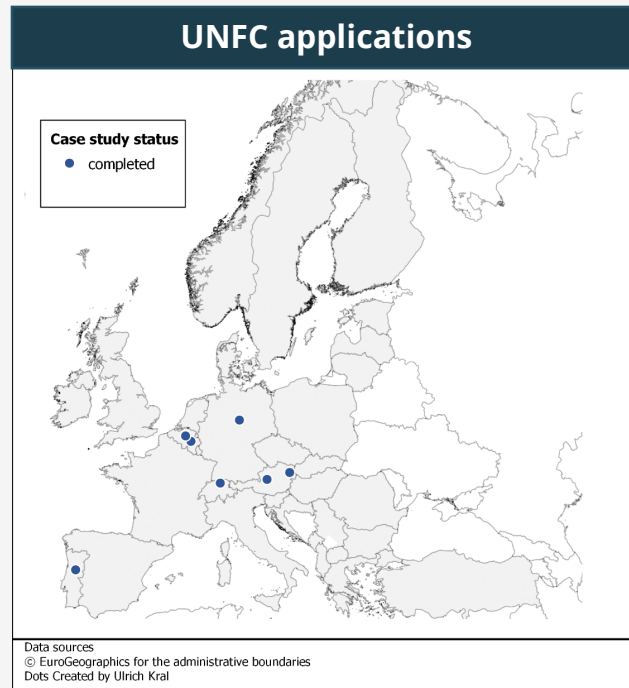 UNFC applications
Case study status
completed
Data sources
© EuroGeographics for the administrative boundaries
Dots Created by Ulrich Kral